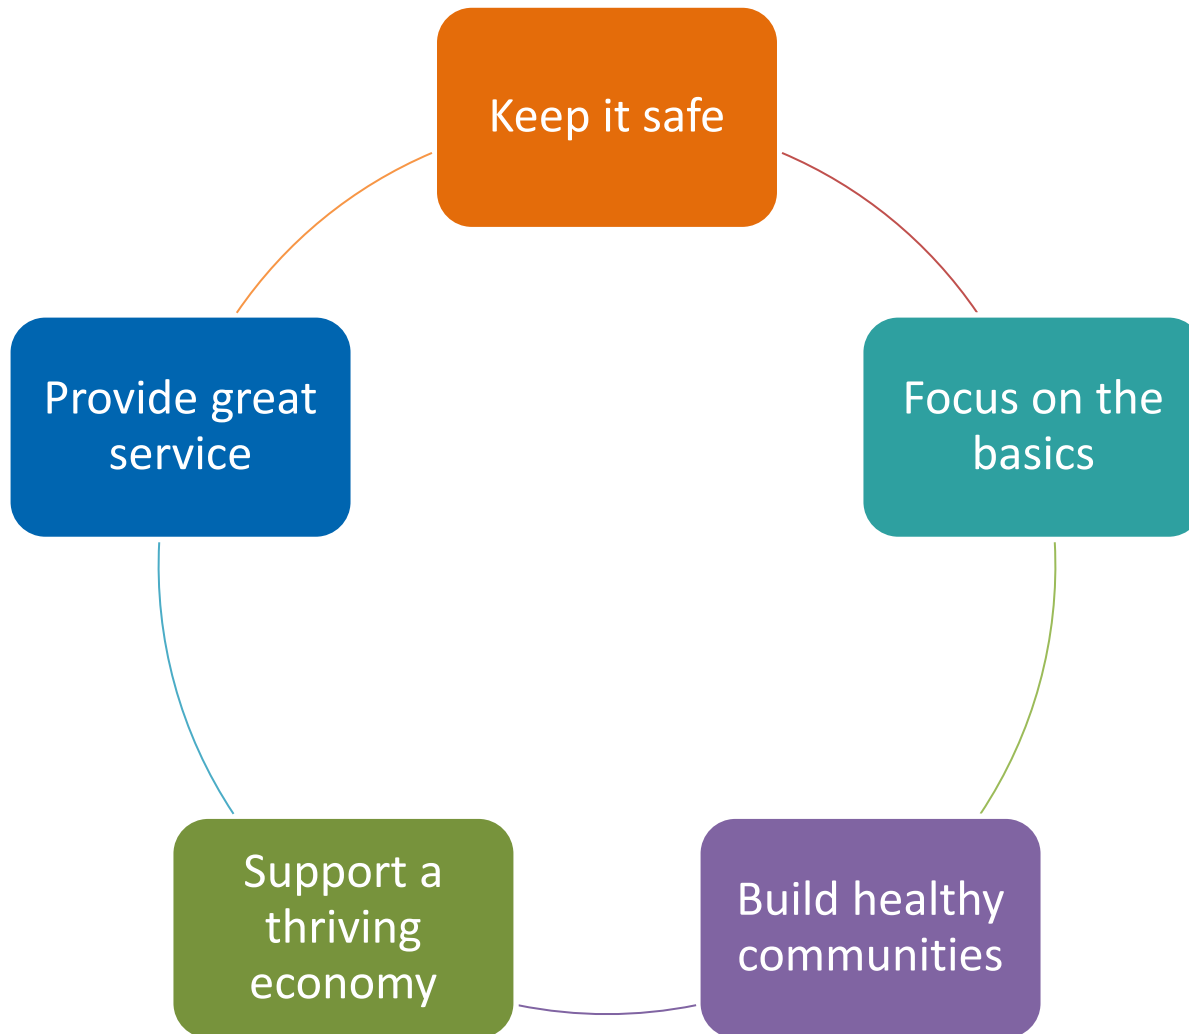 Keep it safe
Focus on the
basics
Build healthy
communities
Support a
thriving
economy
Provide great
service